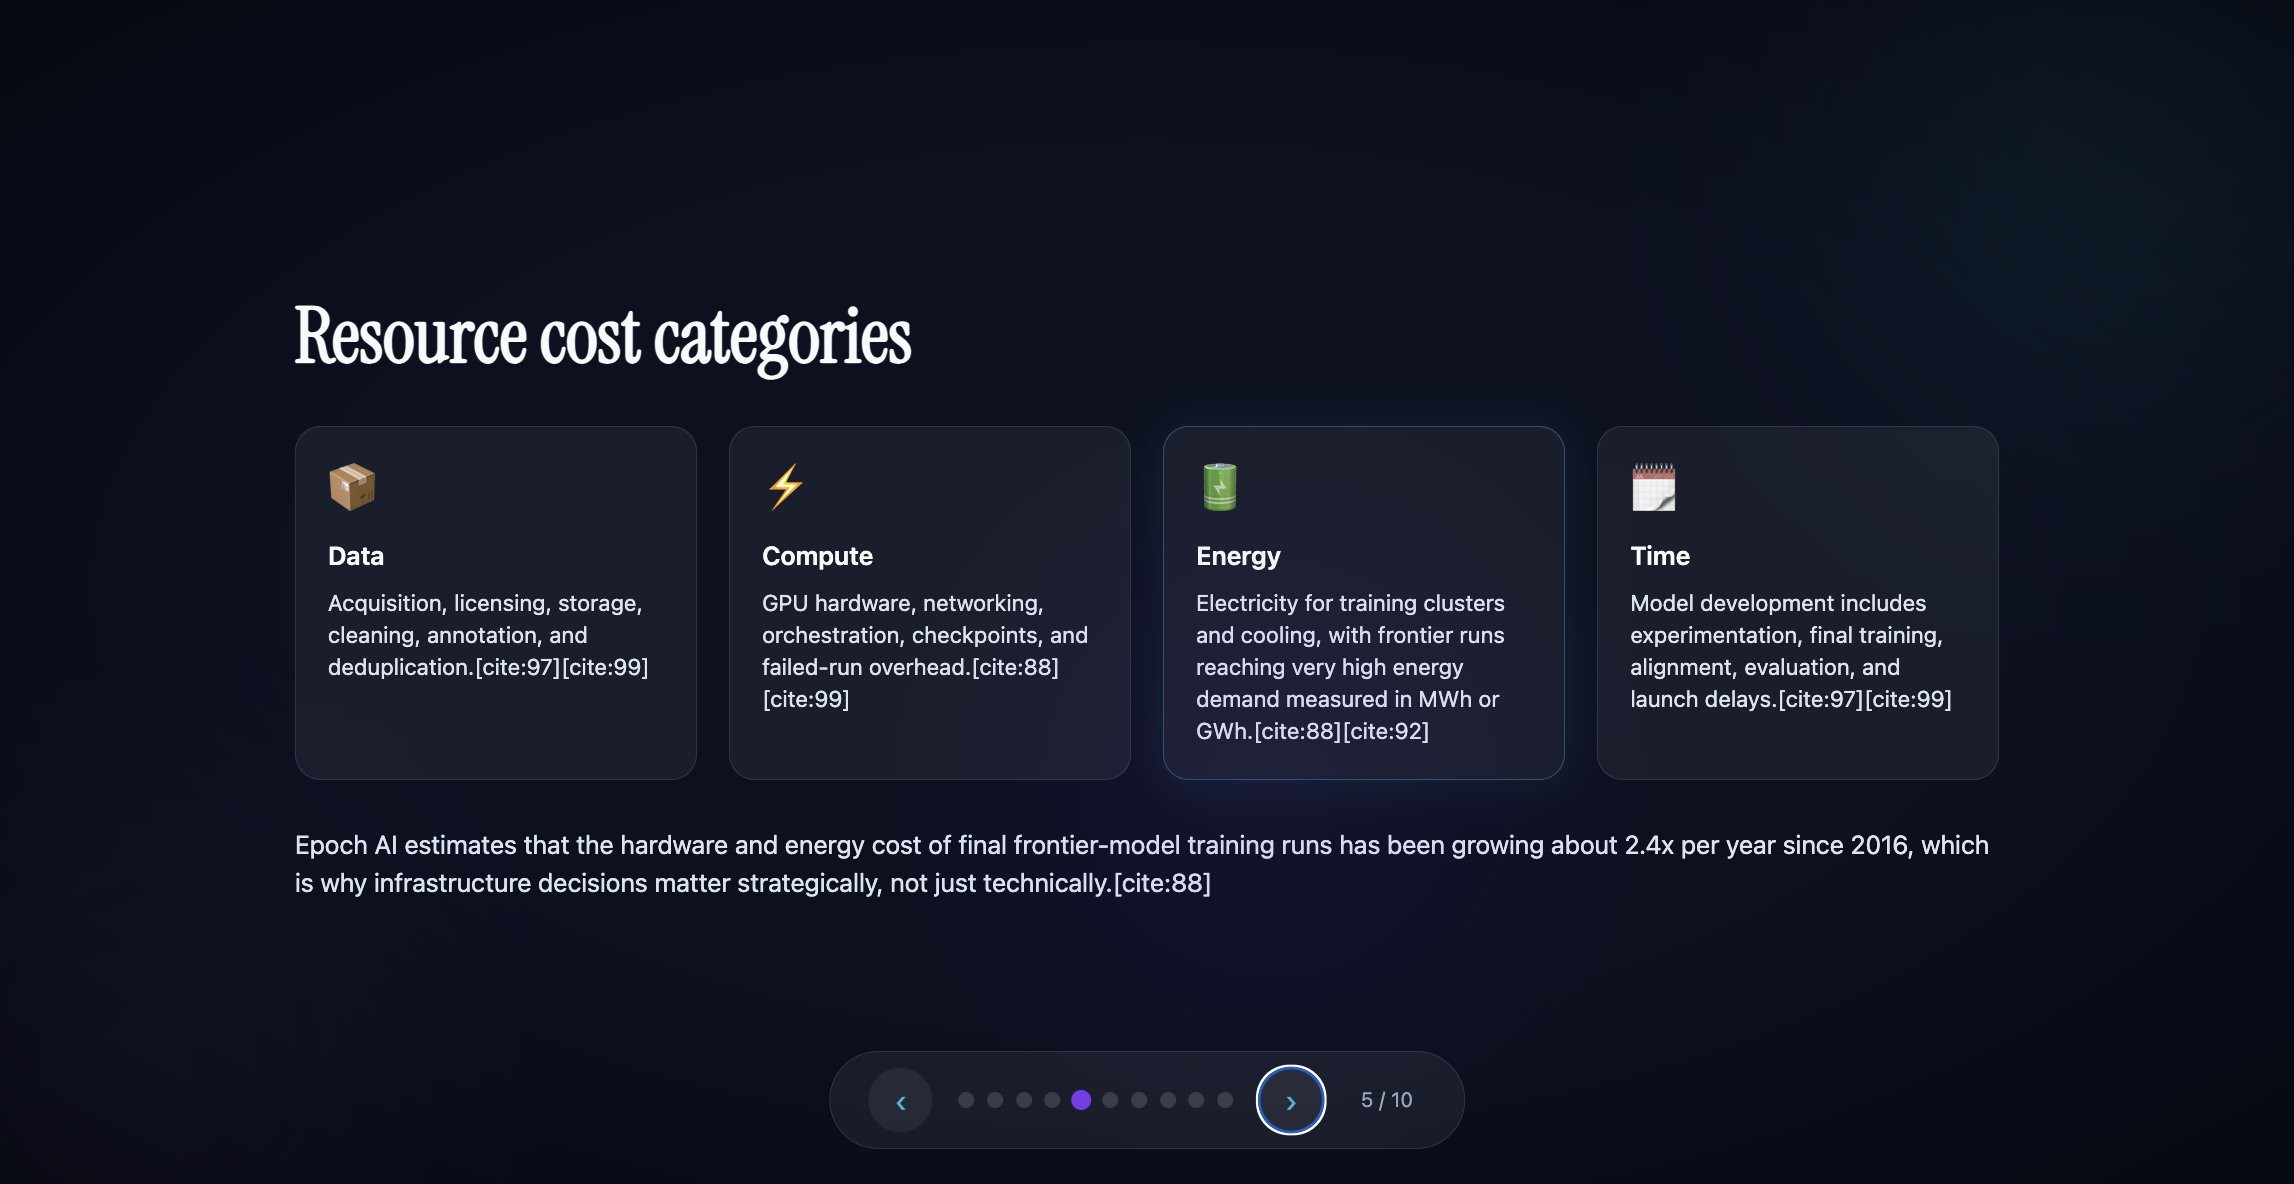 Resource cost categories
Data
Acquisition, licensing, storage,
cleaning, annotation, and
deduplication.[cite:97][cite:99]
Compute
GPU hardware, networking,
orchestration, checkpoints, and
failed-run overhead.[cite:88]
[cite:99]
Energy
Electricity for training clusters
and cooling, with frontier runs
reaching very high energy
demand measured in MWh or
GWh.[cite:88][cite:92]
Time
Model development includes
experimentation, final training,
alignment, evaluation, and
launch delays.[cite:97][cite:99]
Epoch AI estimates that the hardware and energy cost of final frontier-model training runs has been growing about 2.4x per year since 2016, which
is why infrastructure decisions matter strategically, not just technically.[cite:88]
‹ › 5 / 10